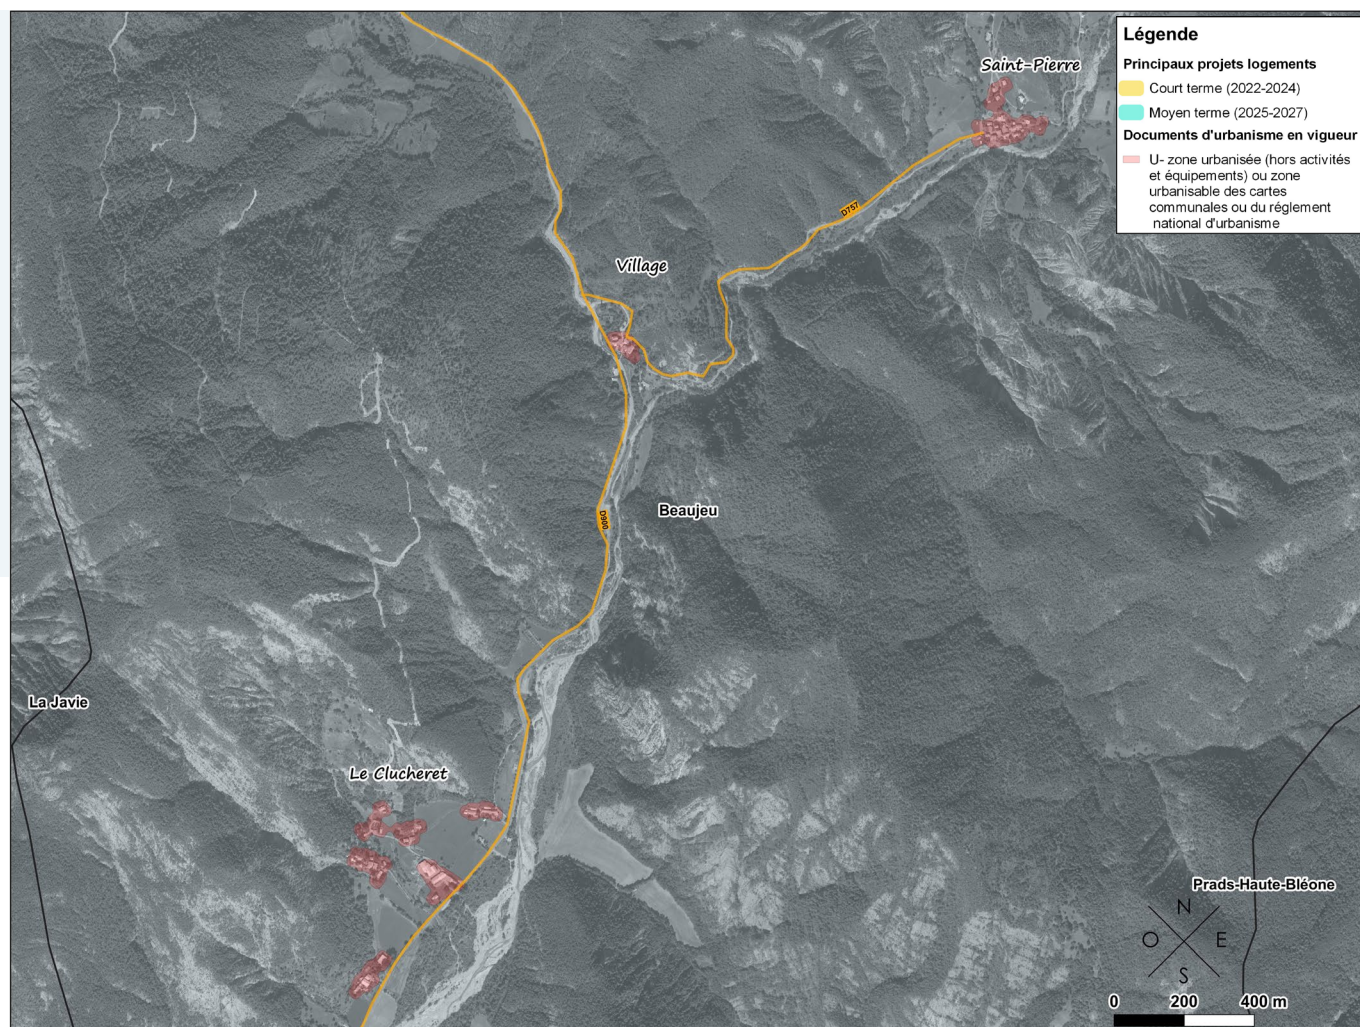 Légende
Principaux projets logements
Court terme (2022-2024)
Moyen terme (2025-2027)
Documents d'urbanisme en vigueur
U- zone urbanisée (hors activités
et équipements) ou zone
urbanisable des cartes
communales ou du réglement
national d'urbanisme
Saint-Pierre
D757
Village
Beaujeu
D900
La Javie
Le Clucheret
Prads-Haute-Bléone
N
O
E
S
0 200 400 m